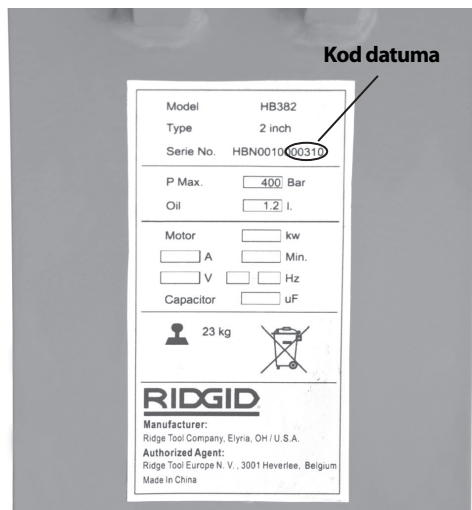 Kod datuma
Model HB382
Type 2 inch
Serie No. HBN0010000310
P Max. 400 Bar
Oil 1.2 l.
Motor kw
A Min.
V Hz
Capacitor uF
23 kg
RIDGID
Manufacturer:
Ridge Tool Company, Elyria, OH / U.S.A.
Authorized Agent:
Ridge Tool Europe N. V. , 3001 Heverlee, Belgium
Made In China